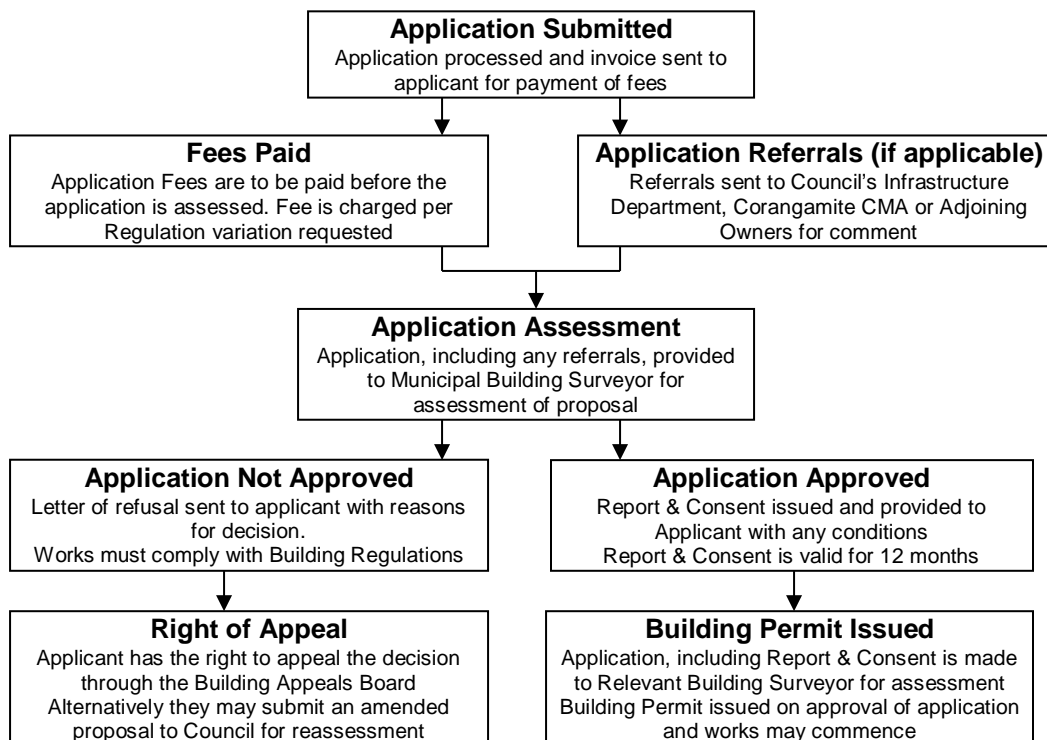 Application Submitted
Application processed and invoice sent to
applicant for payment of fees
Fees Paid
Application Fees are to be paid before the
application is assessed. Fee is charged per
Regulation variation requested
Application Referrals (if applicable)
Referrals sent to Council's Infrastructure
Department, Corangamite CMA or Adjoining
Owners for comment
Application Assessment
Application, including any referrals, provided
to Municipal Building Surveyor for
assessment of proposal
Application Not Approved
Letter of refusal sent to applicant with reasons
for decision.
Works must comply with Building Regulations
Application Approved
Report & Consent issued and provided to
Applicant with any conditions
Report & Consent is valid for 12 months
Right of Appeal
Applicant has the right to appeal the decision
through the Building Appeals Board
Alternatively they may submit an amended
proposal to Council for reassessment
Building Permit Issued
Application, including Report & Consent is made
to Relevant Building Surveyor for assessment
Building Permit issued on approval of application
and works may commence